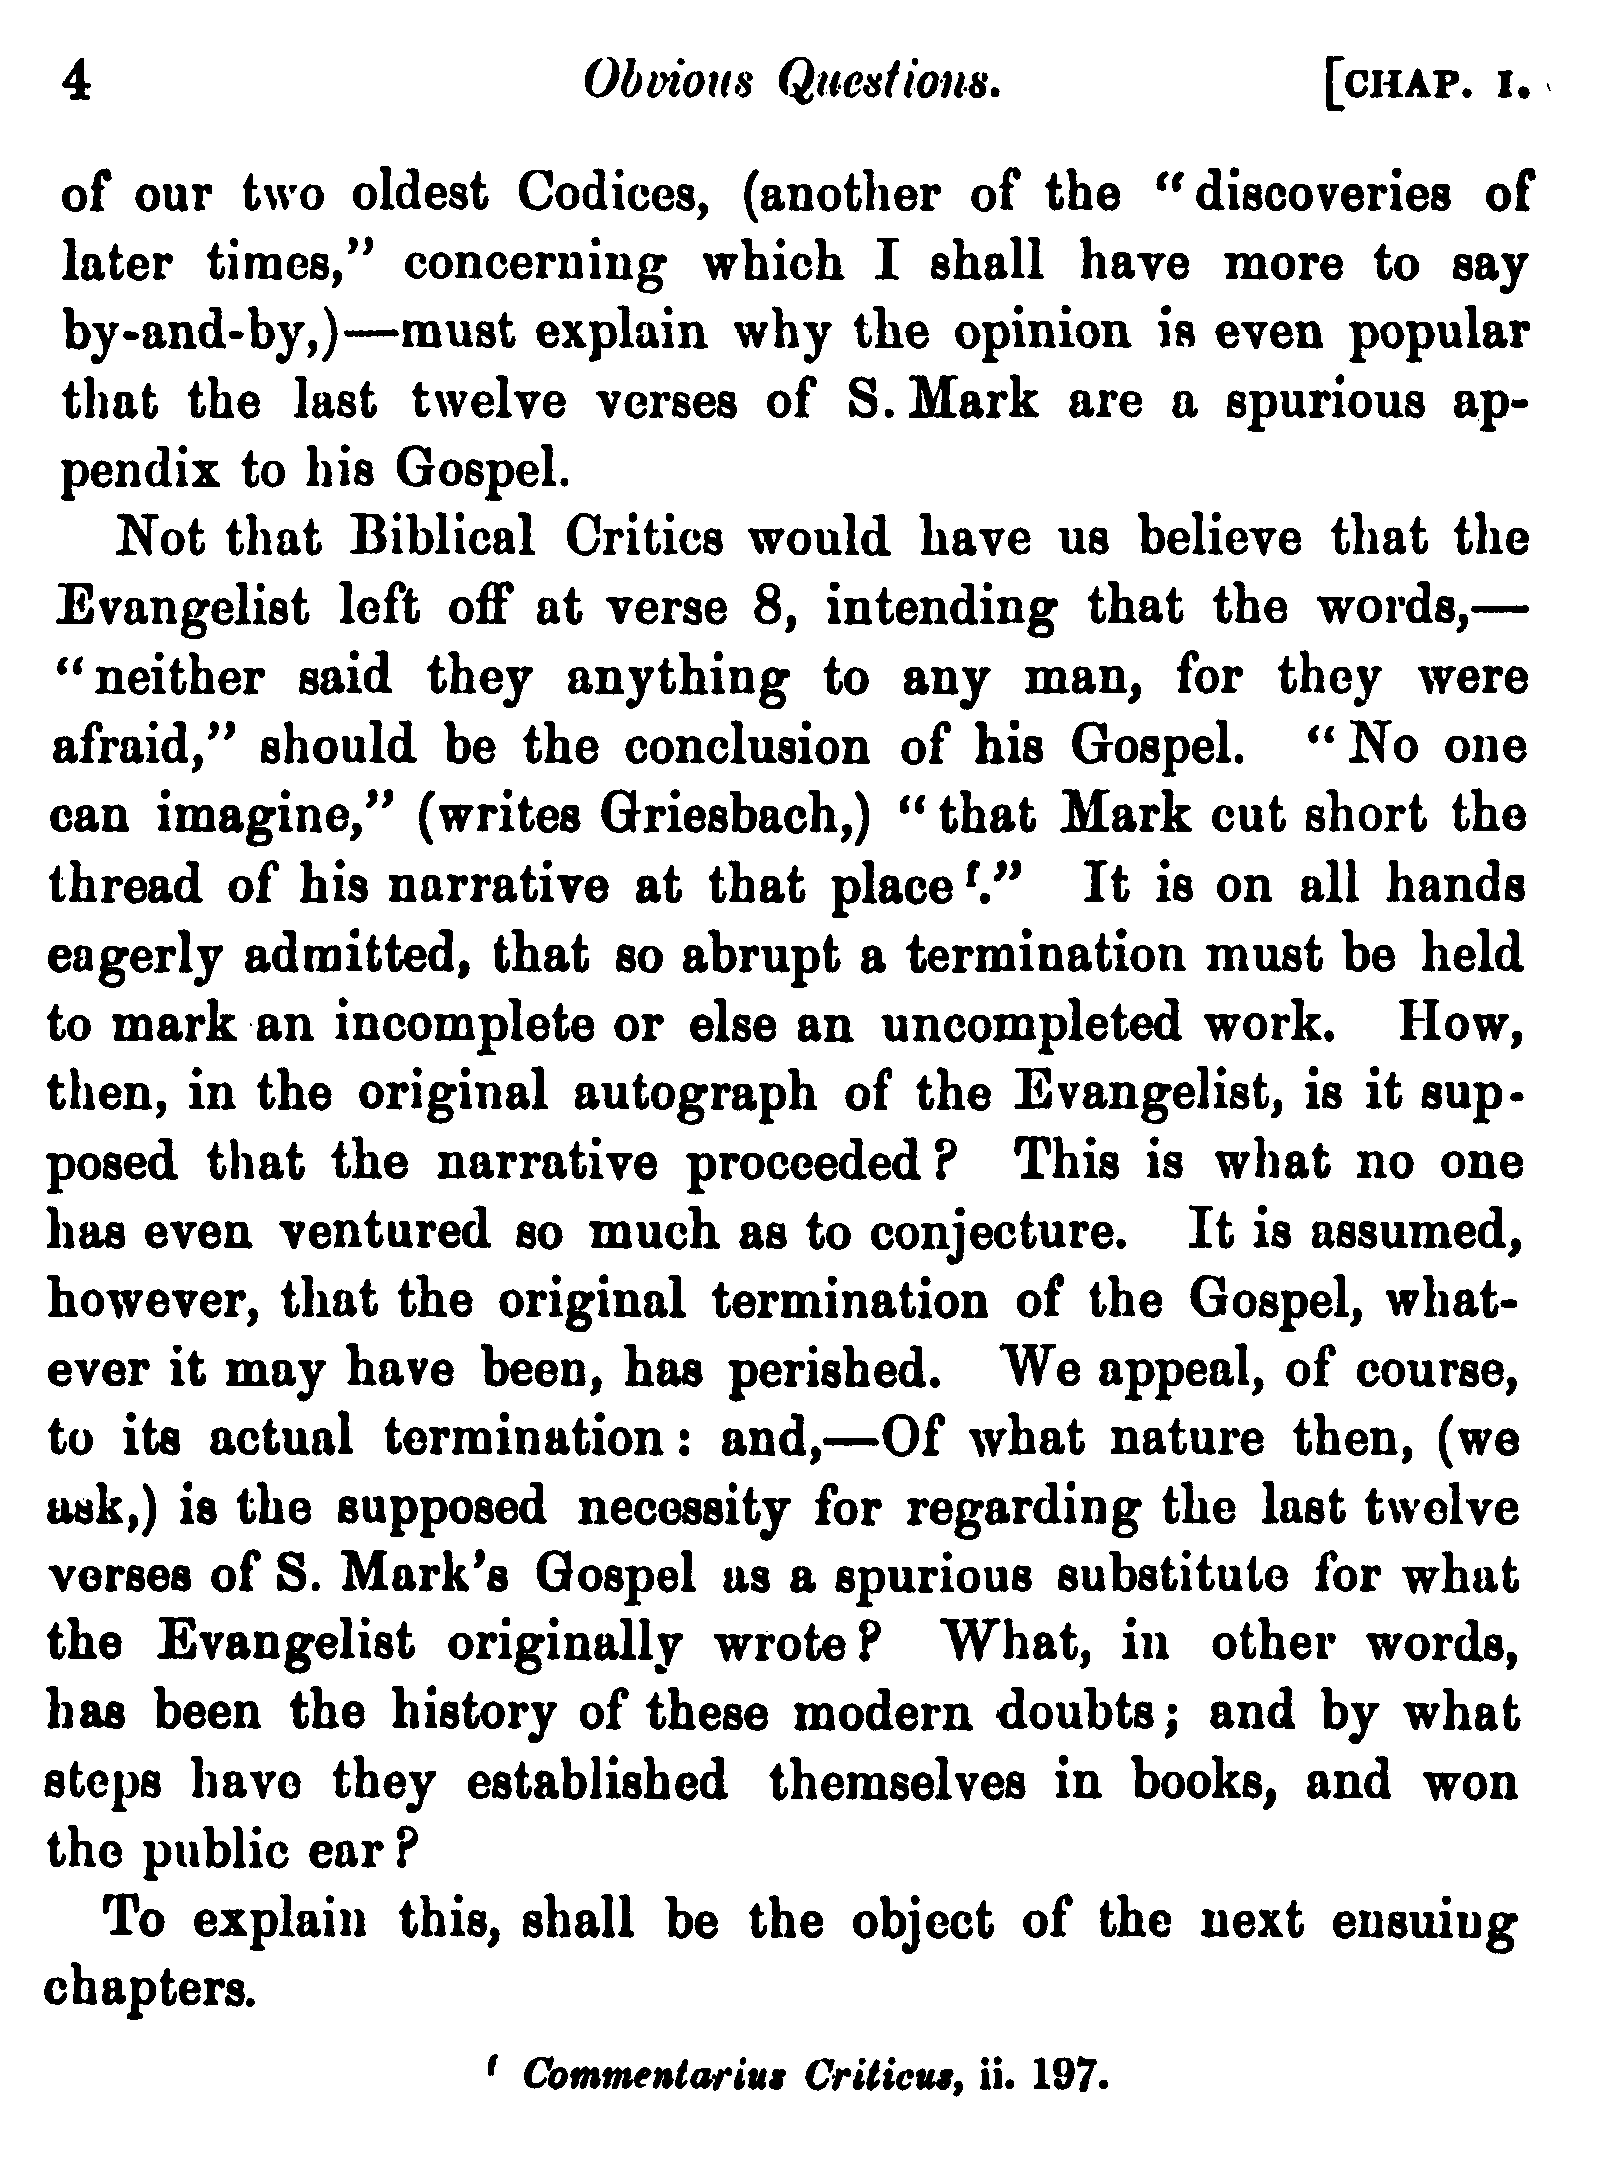 4 Obvious Questions. [CHAP. I.
of our two oldest Codices, (another of the “discoveries of
later times,” concerning which I shall have more to say
by-and-by,)—must explain why the opinion is even popular
that the last twelve verses of S. Mark are a spurious ap-
pendix to his Gospel.
Not that Biblical Critics would have us believe that the
Evangelist left off at verse 8, intending that the words,—
“neither said they anything to any man, for they were
afraid,” should be the conclusion of his Gospel. “No one
can imagine,” (writes Griesbach,) “that Mark cut short the
thread of his narrative at that place f.” It is on all hands
eagerly admitted, that so abrupt a termination must be held
to mark an incomplete or else an uncompleted work. How,
then, in the original autograph of the Evangelist, is it sup-
posed that the narrative proceeded? This is what no one
has even ventured so much as to conjecture. It is assumed,
however, that the original termination of the Gospel, what-
ever it may have been, has perished. We appeal, of course,
to its actual termination: and,—Of what nature then, (we
ask,) is the supposed necessity for regarding the last twelve
verses of S. Mark’s Gospel as a spurious substitute for what
the Evangelist originally wrote? What, in other words,
has been the history of these modern doubts; and by what
steps have they established themselves in books, and won
the public ear?
To explain this, shall be the object of the next ensuing
chapters.
f Commentarius Criticus, ii. 197.